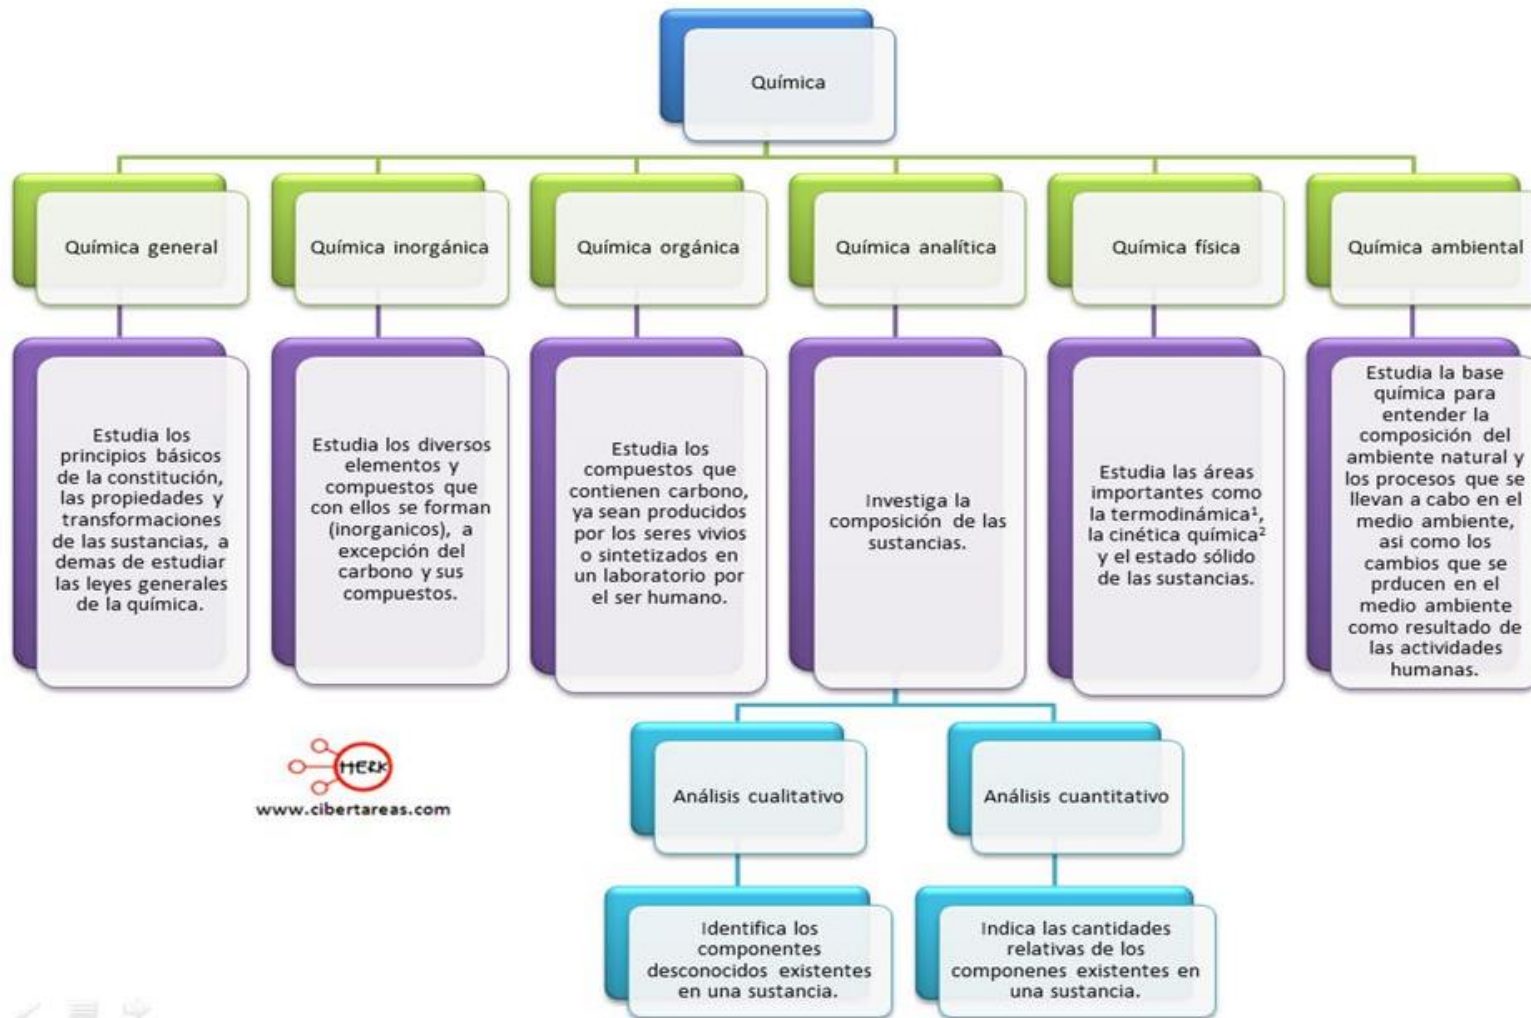 Química
Química general
Química inorgánica
Química orgánica
Química analítica
Química física
Química ambiental
Estudia los
principios básicos
de la constitución,
las propiedades y
transformaciones
de las sustancias, a
demas de estudiar
las leyes generales
de la química.
Estudia los diversos
elementos y
compuestos que
con ellos se forman
(inorganicos), a
excepción del
carbono y sus
compuestos.
Estudia los
compuestos que
contienen carbono,
ya sean producidos
por los seres vivios
o sintetizados en
un laboratorio por
el ser humano.
Investiga la
composición de las
sustancias.
Estudia las áreas
importantes como
la termodinámica¹,
la cinética química²
y el estado sólido
de las sustancias.
Estudia la base
química para
entender la
composición del
ambiente natural y
los procesos que se
llevan a cabo en el
medio ambiente,
asi como los
cambios que se
prducen en el
medio ambiente
como resultado de
las actividades
humanas.
MERK
www.cibertareas.com
Análisis cualitativo
Análisis cuantitativo
Identifica los
componentes
desconocidos existentes
en una sustancia.
Indica las cantidades
relativas de los
componenes existentes en
una sustancia.